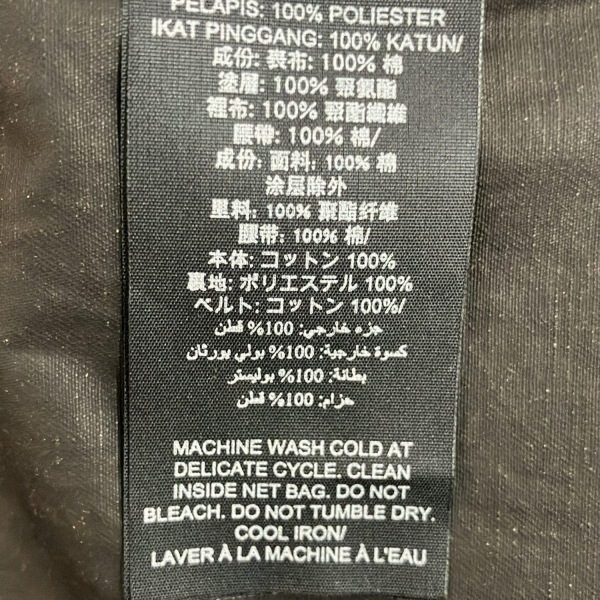 PELAPIS: 100% POLIESTER
IKAT PINGGANG: 100% KATUN/
成份: 表布: 100% 棉
塗層: 100% 聚氨酯
裡布: 100% 聚酯纖維
腰帶: 100% 棉/
成份: 面料: 100% 棉
涂层除外
里料: 100% 聚酯纤维
腰带: 100% 棉/
本体: コットン 100%
裏地: ポリエステル 100%
ベルト: コットン 100%/
جزء خارجي: 100% قطن
كسوة خارجية: 100% بولي يورثان
بطانة: 100% بوليستر
حزام: 100% قطن
MACHINE WASH COLD AT
DELICATE CYCLE. CLEAN
INSIDE NET BAG. DO NOT
BLEACH. DO NOT TUMBLE DRY.
COOL IRON/
LAVER À LA MACHINE À L'EAU